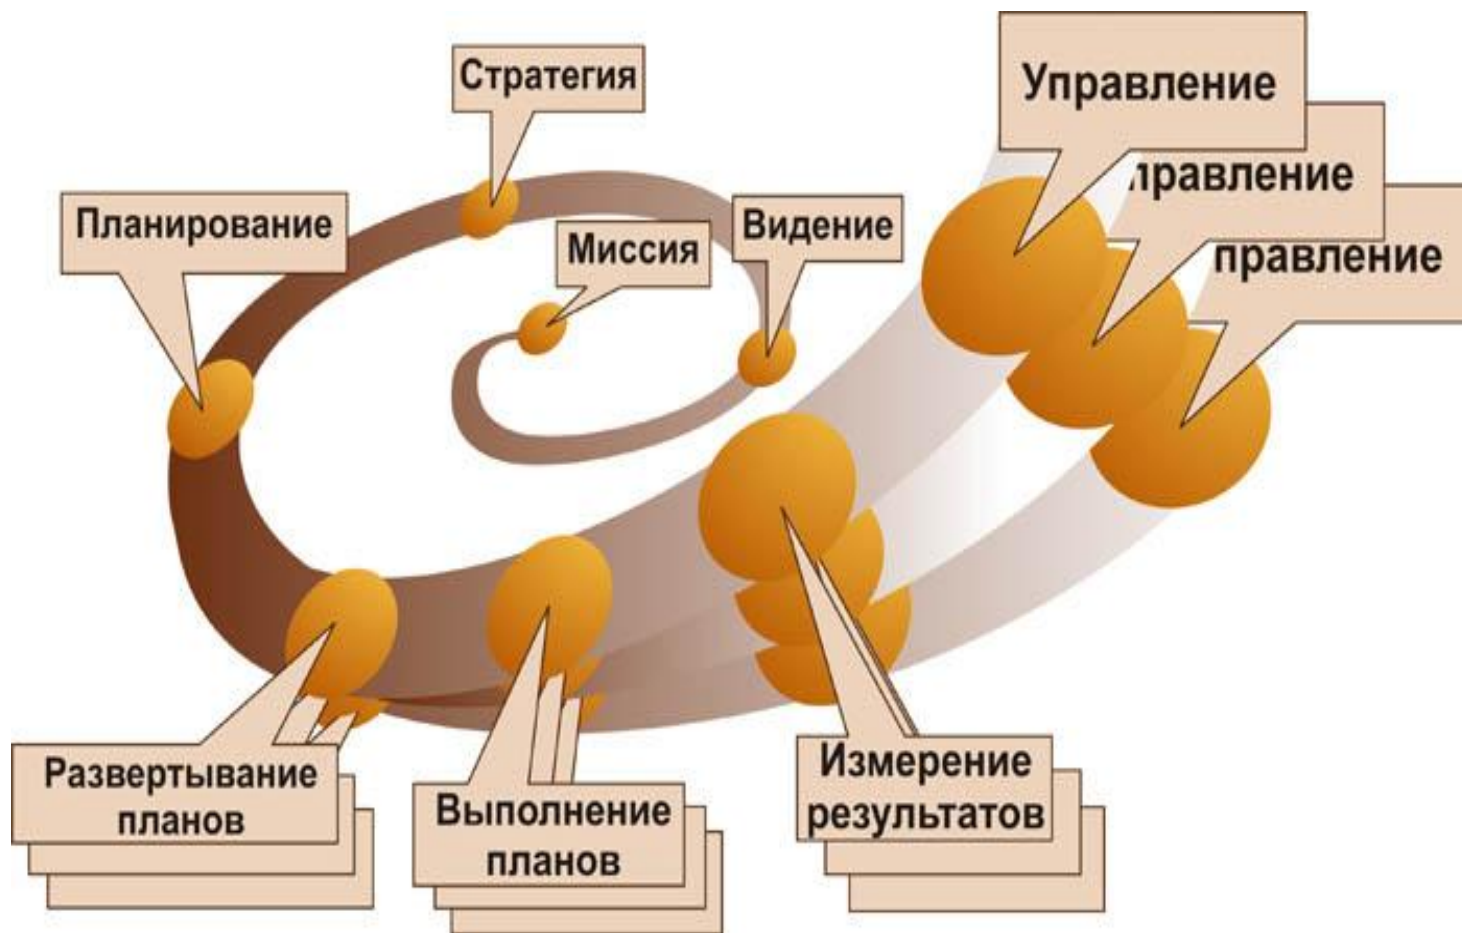 Стратегия
Управление
правление
правление
Планирование
Миссия
Видение
Развертывание
планов
Выполнение
планов
Измерение
результатов